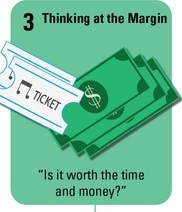 3 Thinking at the Margin
TICKET
$
“Is it worth the time
and money?”